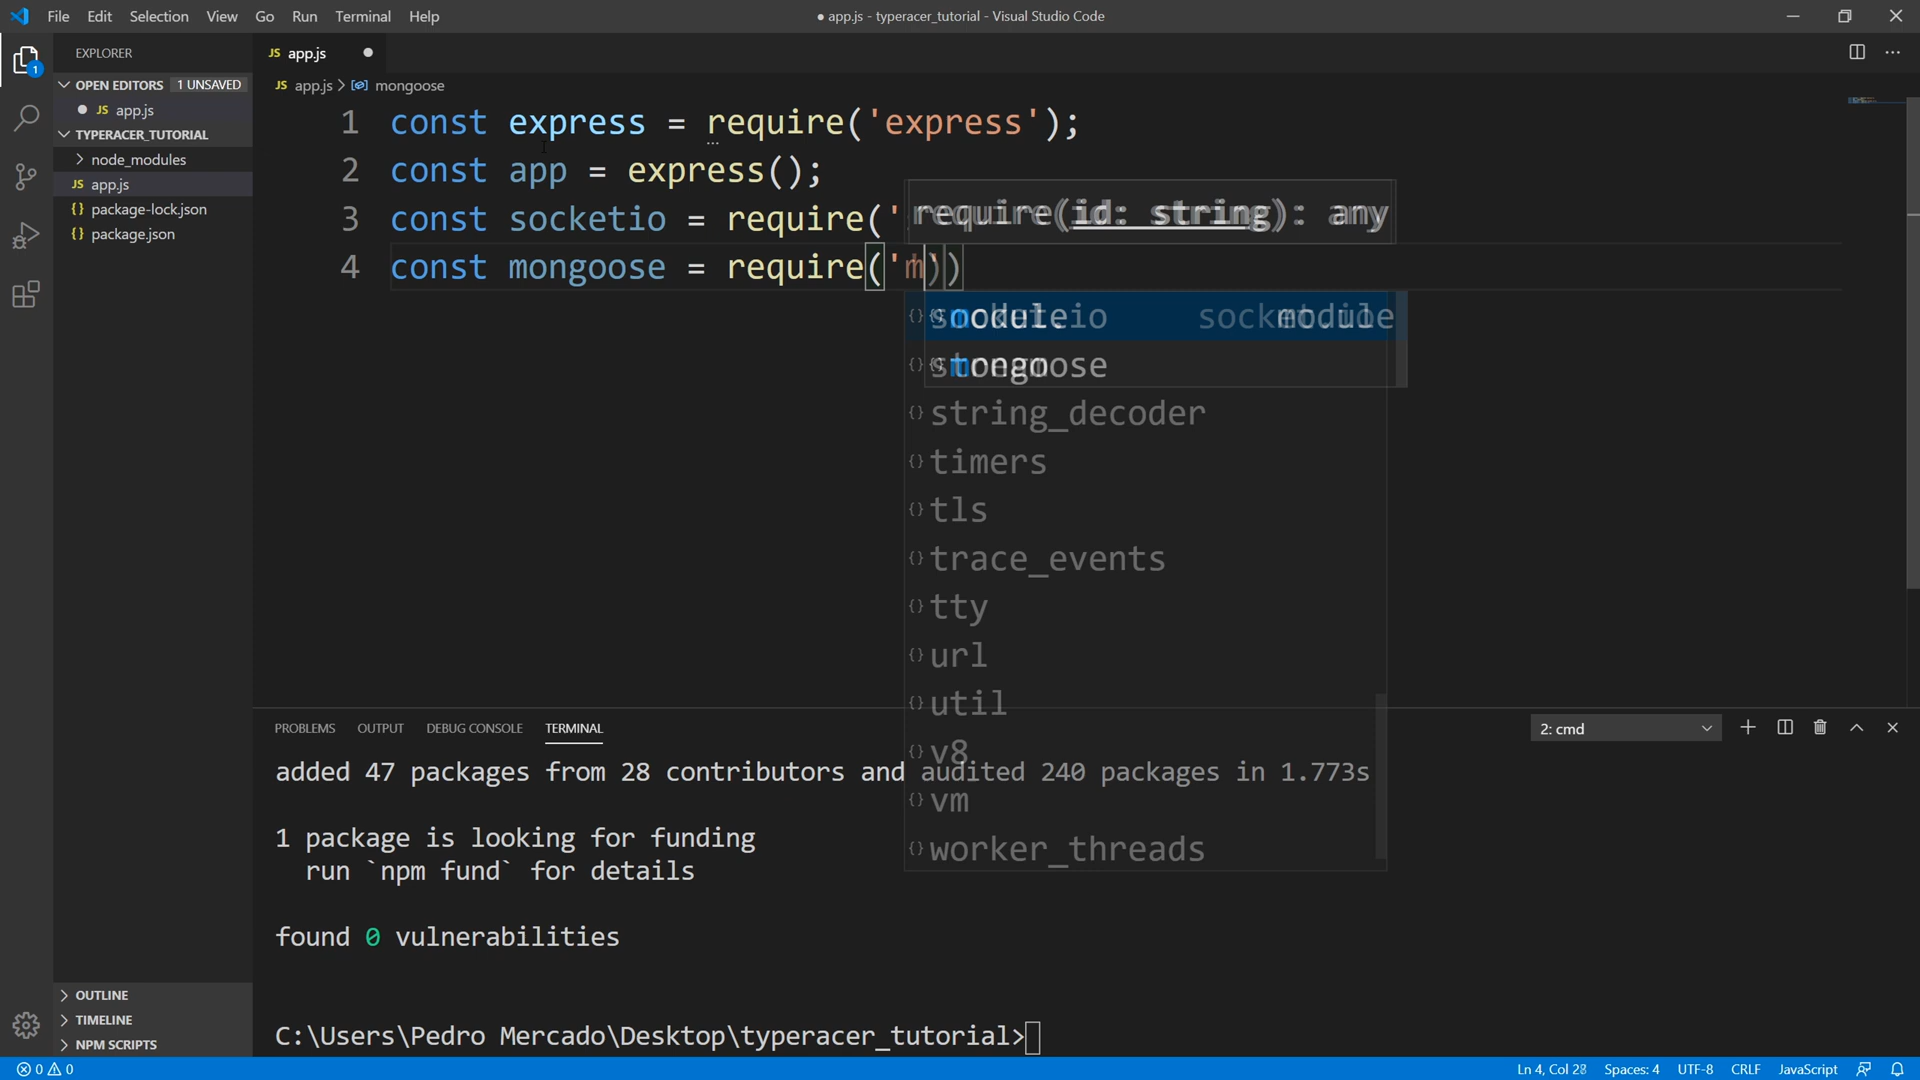 File Edit Selection View Go Run Terminal Help
● app.js - typeracer_tutorial - Visual Studio Code
EXPLORER
JS app.js
OPEN EDITORS 1 UNSAVED
JS app.js
TYPERACER_TUTORIAL
node_modules
JS app.js
{} package-lock.json
{} package.json
JS app.js > mongoose
1 const express = require('express');
2 const app = express();
3 const socketio = require('
require(id: string): any
4 const mongoose = require('m')
module
mongoose
string_decoder
timers
tls
trace_events
tty
url
util
v8
vm
worker_threads
PROBLEMS OUTPUT DEBUG CONSOLE TERMINAL
2: cmd
added 47 packages from 28 contributors and audited 240 packages in 1.773s
1 package is looking for funding
run `npm fund` for details
found 0 vulnerabilities
C:\Users\Pedro Mercado\Desktop\typeracer_tutorial>
OUTLINE
TIMELINE
NPM SCRIPTS
0 0
Ln 4, Col 28 Spaces: 4 UTF-8 CRLF JavaScript